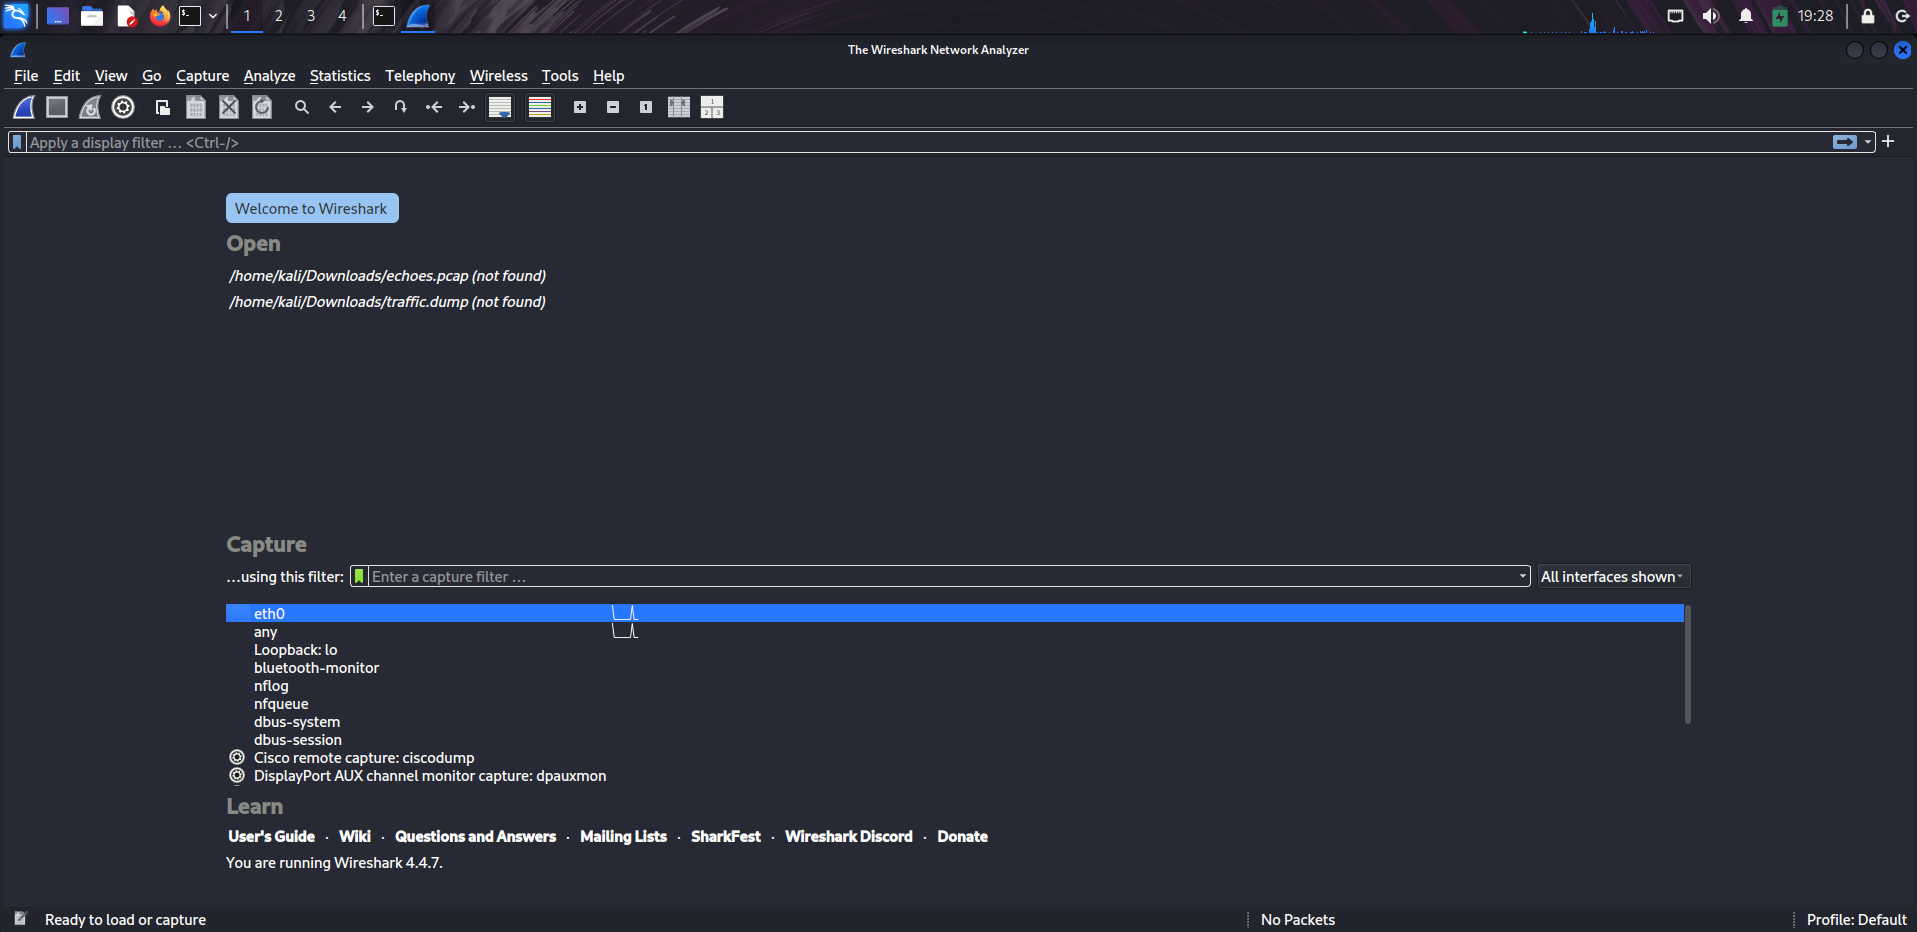 1 2 3 4 19:28
The Wireshark Network Analyzer
File Edit View Go Capture Analyze Statistics Telephony Wireless Tools Help
Apply a display filter … <Ctrl-/>
Welcome to Wireshark
Open
/home/kali/Downloads/echoes.pcap (not found)
/home/kali/Downloads/traffic.dump (not found)
Capture
…using this filter: Enter a capture filter … All interfaces shown
eth0
any
Loopback: lo
bluetooth-monitor
nflog
nfqueue
dbus-system
dbus-session
Cisco remote capture: ciscodump
DisplayPort AUX channel monitor capture: dpauxmon
Learn
User's Guide · Wiki · Questions and Answers · Mailing Lists · SharkFest · Wireshark Discord · Donate
You are running Wireshark 4.4.7.
Ready to load or capture No Packets Profile: Default